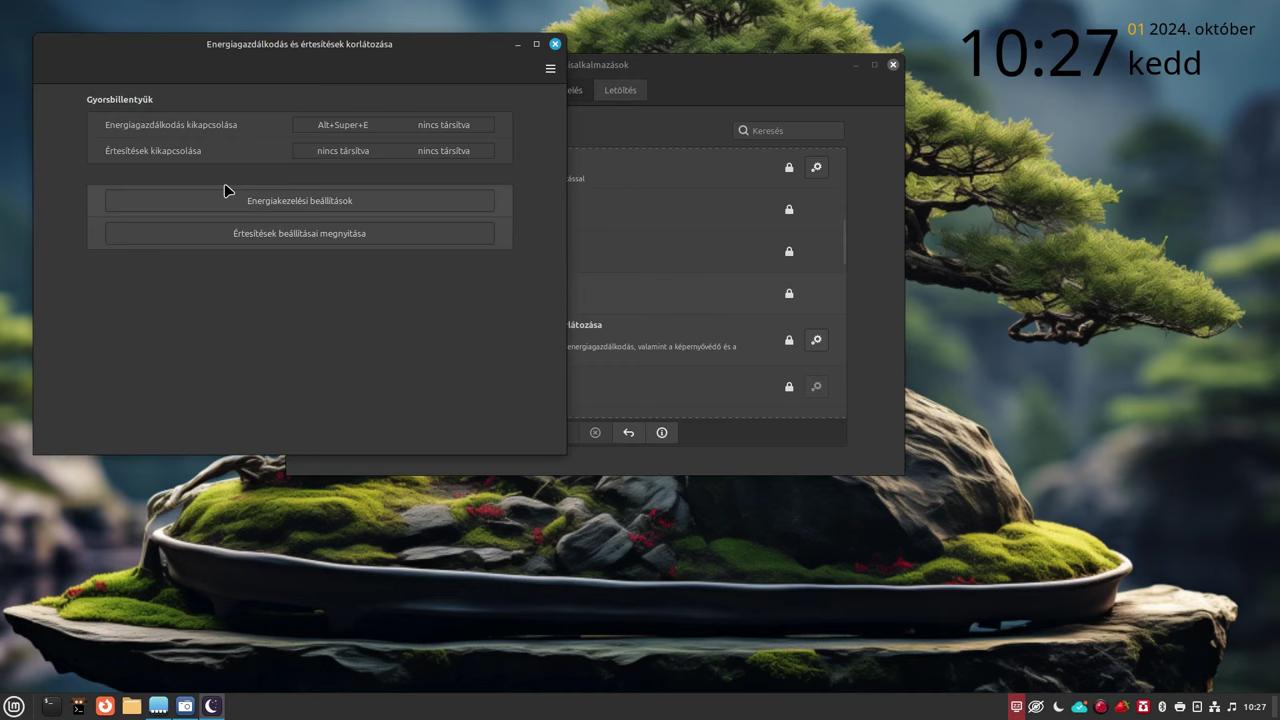 Energiagazdálkodás és értesítések korlátozása
Gyorsbillentyűk
Energiagazdálkodás kikapcsolása
Alt+Super+E
nincs társítva
Értesítések kikapcsolása
nincs társítva
nincs társítva
Energiakezelési beállítások
Értesítések beállításai megnyitása
isalkalmazások
elés
Letöltés
Keresés
tással
rlátozása
energiagazdálkodás, valamint a képernyővédő és a
10:27
01 2024. október
kedd
10:27